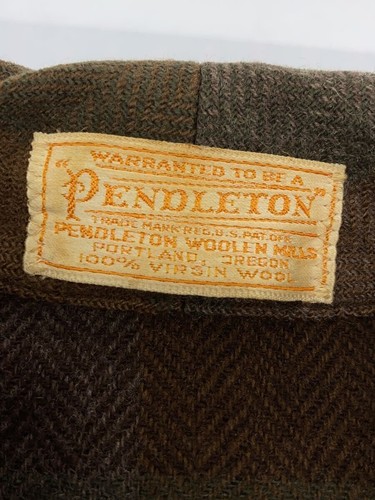 WARRANTED TO BE A
"PENDLETON"
TRADE MARK REG. U.S. PAT. OFF.
PENDLETON WOOLEN MILLS
PORTLAND, OREGON
100% VIRGIN WOOL